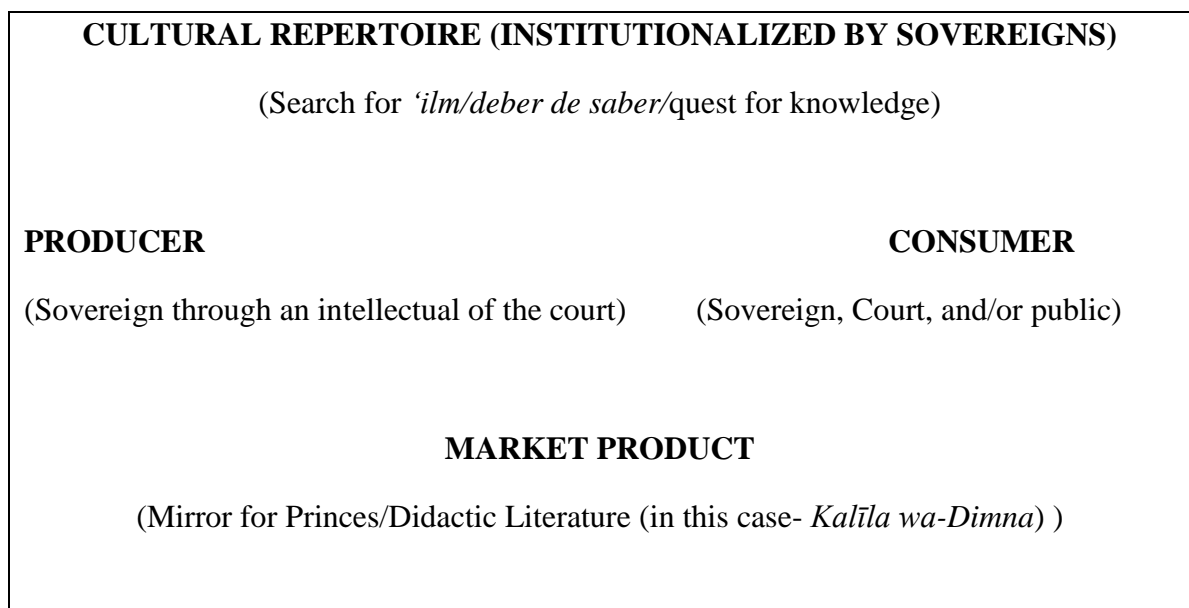 CULTURAL REPERTOIRE (INSTITUTIONALIZED BY SOVEREIGNS)
(Search for ‘ilm/deber de saber/quest for knowledge)
PRODUCER CONSUMER
(Sovereign through an intellectual of the court) (Sovereign, Court, and/or public)
MARKET PRODUCT
(Mirror for Princes/Didactic Literature (in this case- Kalīla wa-Dimna) )